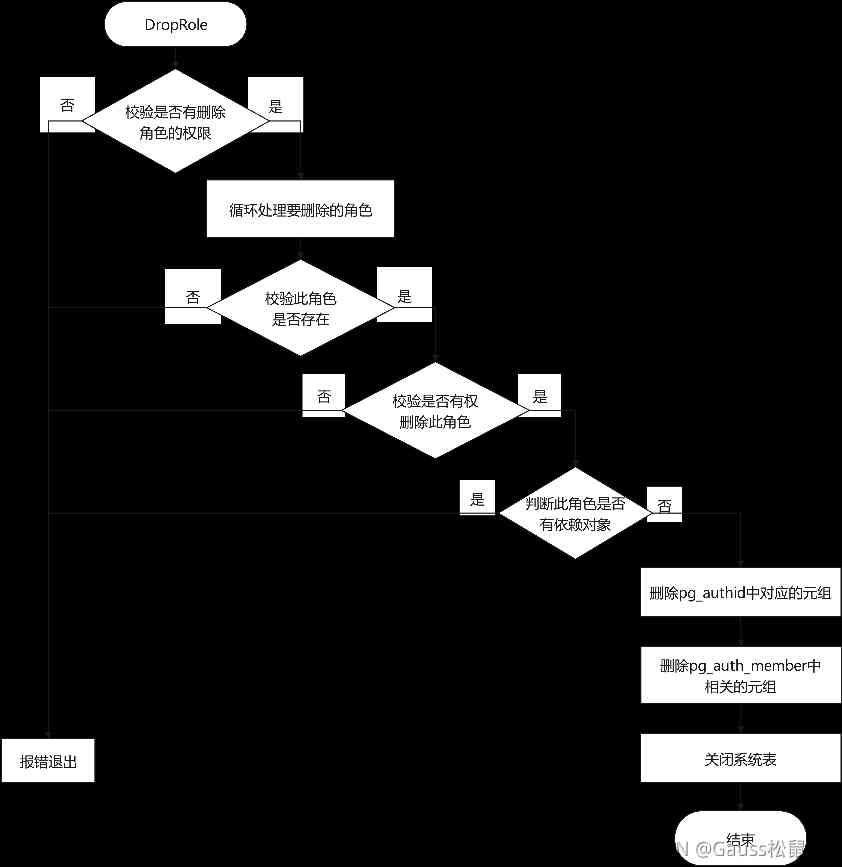 DropRole
否
校验是否有删除
角色的权限
是
循环处理要删除的角色
否
校验此角色
是否存在
是
否
校验是否有权
删除此角色
是
是
判断此角色是否
有依赖对象
否
删除pg_authid中对应的元组
删除pg_auth_member中
相关的元组
报错退出
关闭系统表
结束
N @Gauss松鼠